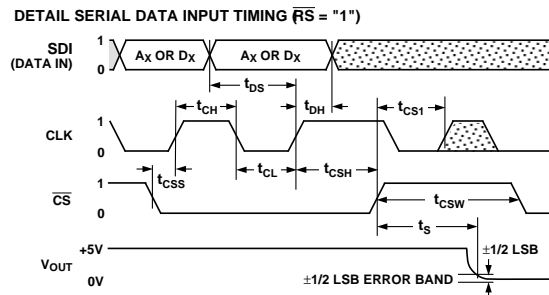 DETAIL SERIAL DATA INPUT TIMING (RS = "1")
SDI
(DATA IN)
1
0
AX OR DX
AX OR DX
tDS
tDH
tCH
tCS1
CLK
1
0
tCSS
tCL
tCSH
CS
1
0
tCSW
tS
+5V
VOUT
0V
±1/2 LSB
±1/2 LSB ERROR BAND